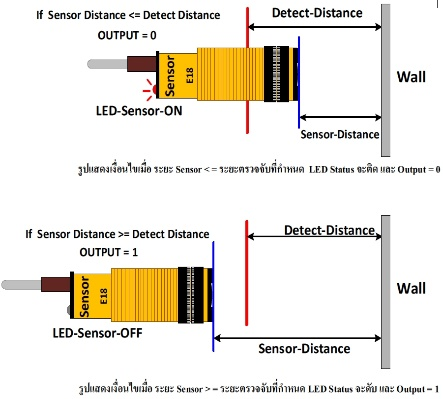 If Sensor Distance <= Detect Distance
Detect-Distance
OUTPUT = 0
Sensor
E18
Wall
LED-Sensor-ON
Sensor-Distance
รูปแสดงเงื่อนไขเมื่อ ระยะ Sensor < = ระยะตรวจจับที่กำหนด LED Status จะติด และ Output = 0
If Sensor Distance >= Detect Distance
Detect-Distance
OUTPUT = 1
Sensor
E18
Wall
LED-Sensor-OFF
Sensor-Distance
รูปแสดงเงื่อนไขเมื่อ ระยะ Sensor > = ระยะตรวจจับที่กำหนด LED Status จะดับ และ Output = 1